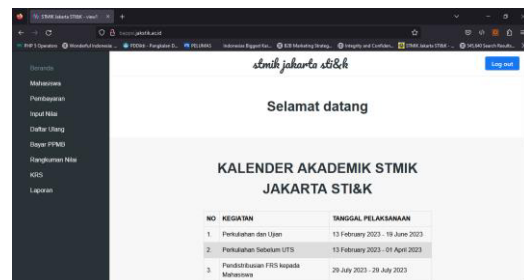 STMIK Jakarta STI&K - view?
stmik jakarta sti&k
Log out
Beranda
Mahasiswa
Pembayaran
Input Nilai
Daftar Ulang
Bayar PPMB
Rangkuman Nilai
KRS
Laporan
Selamat datang
KALENDER AKADEMIK STMIK
JAKARTA STI&K
NO KEGIATAN TANGGAL PELAKSANAAN
1. Perkuliahan dan Ujian 13 February 2023 - 19 June 2023
2. Perkuliahan Sebelum UTS 13 February 2023 - 01 April 2023
3. Pendistribusian FRS kepada Mahasiswa 29 July 2023 - 29 July 2023